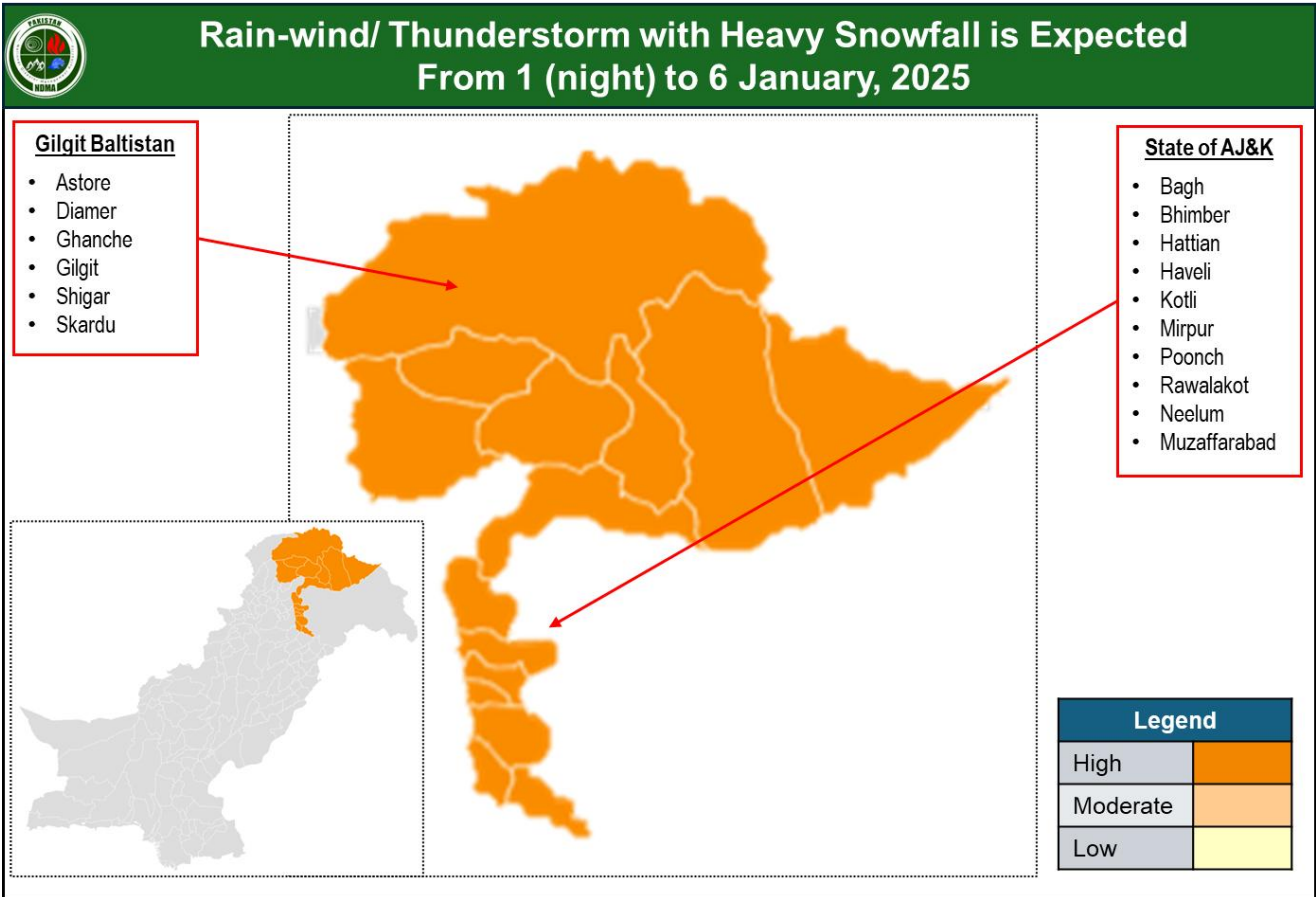 PAKISTAN
NDMA
Rain-wind/ Thunderstorm with Heavy Snowfall is Expected
From 1 (night) to 6 January, 2025
Gilgit Baltistan
• Astore
• Diamer
• Ghanche
• Gilgit
• Shigar
• Skardu
State of AJ&K
• Bagh
• Bhimber
• Hattian
• Haveli
• Kotli
• Mirpur
• Poonch
• Rawalakot
• Neelum
• Muzaffarabad
Legend
High
Moderate
Low